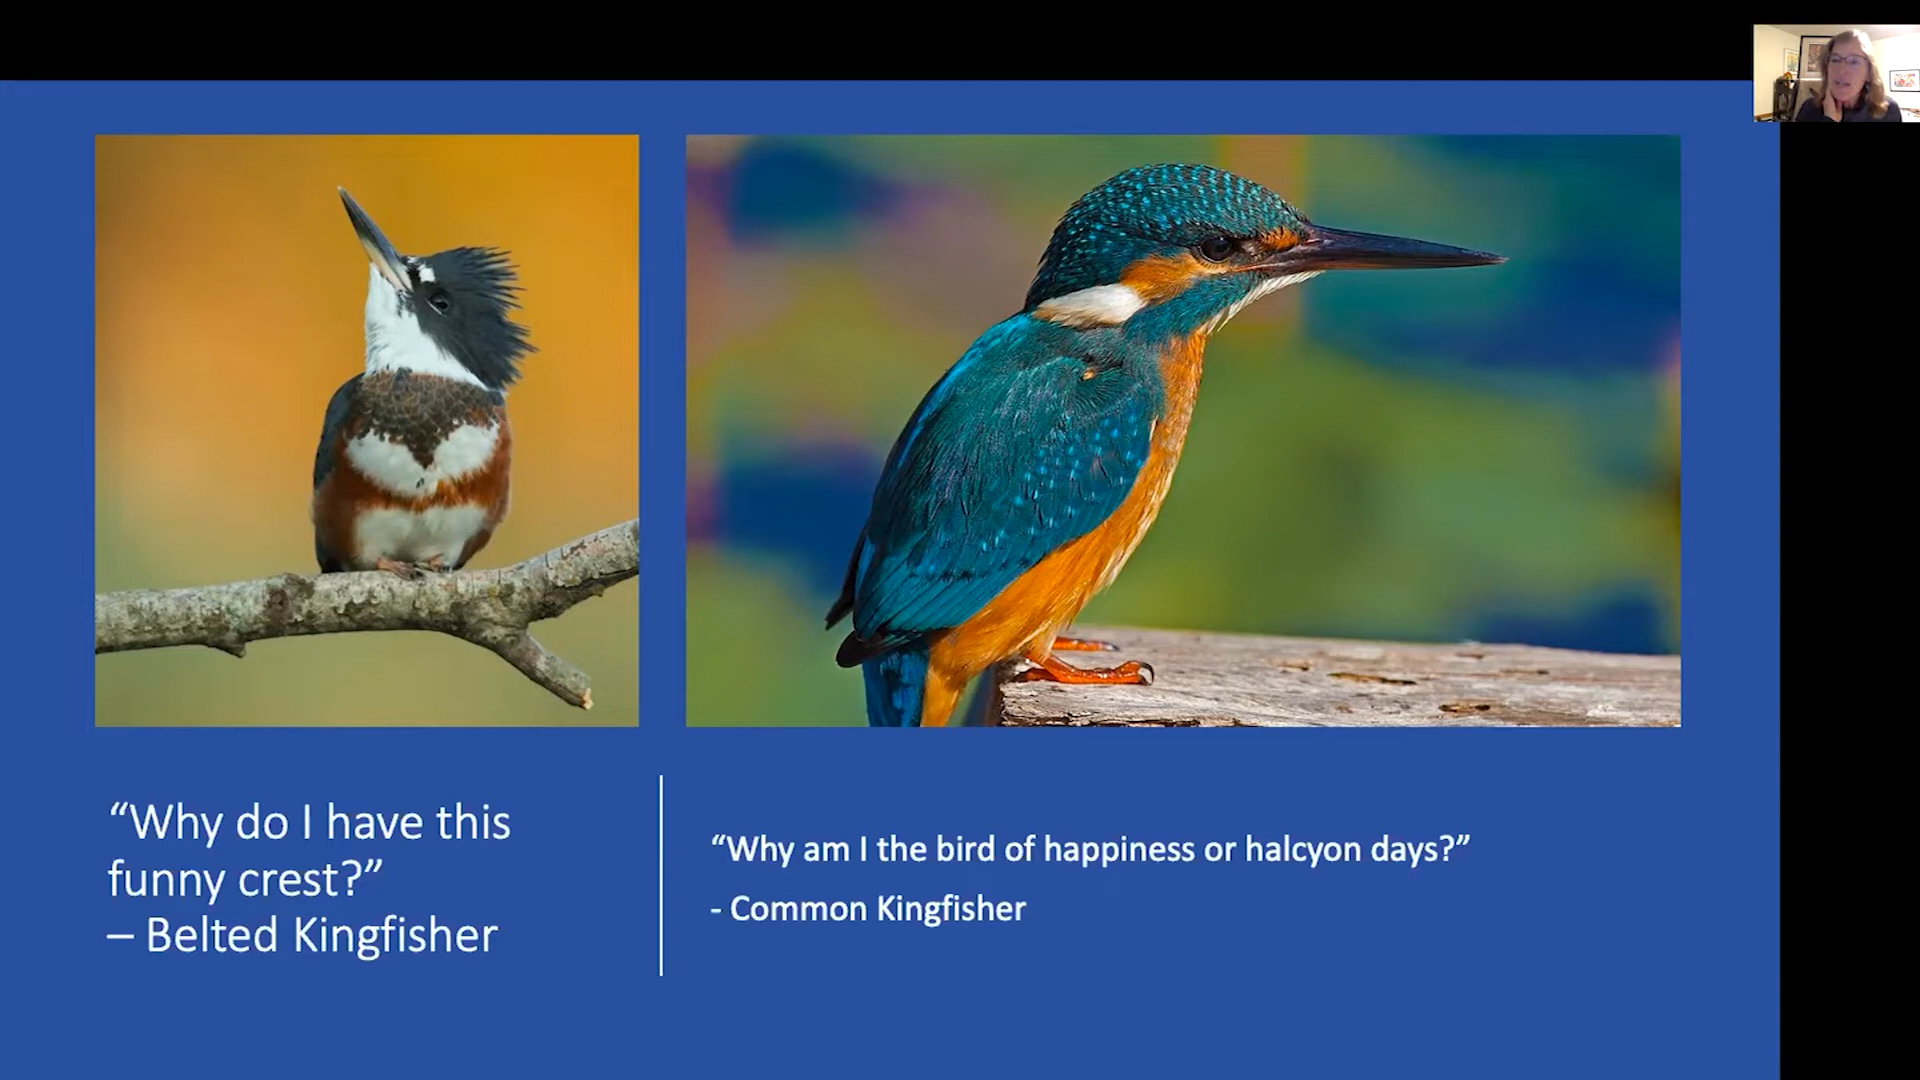 “Why do I have this
funny crest?”
– Belted Kingfisher
“Why am I the bird of happiness or halcyon days?”
- Common Kingfisher